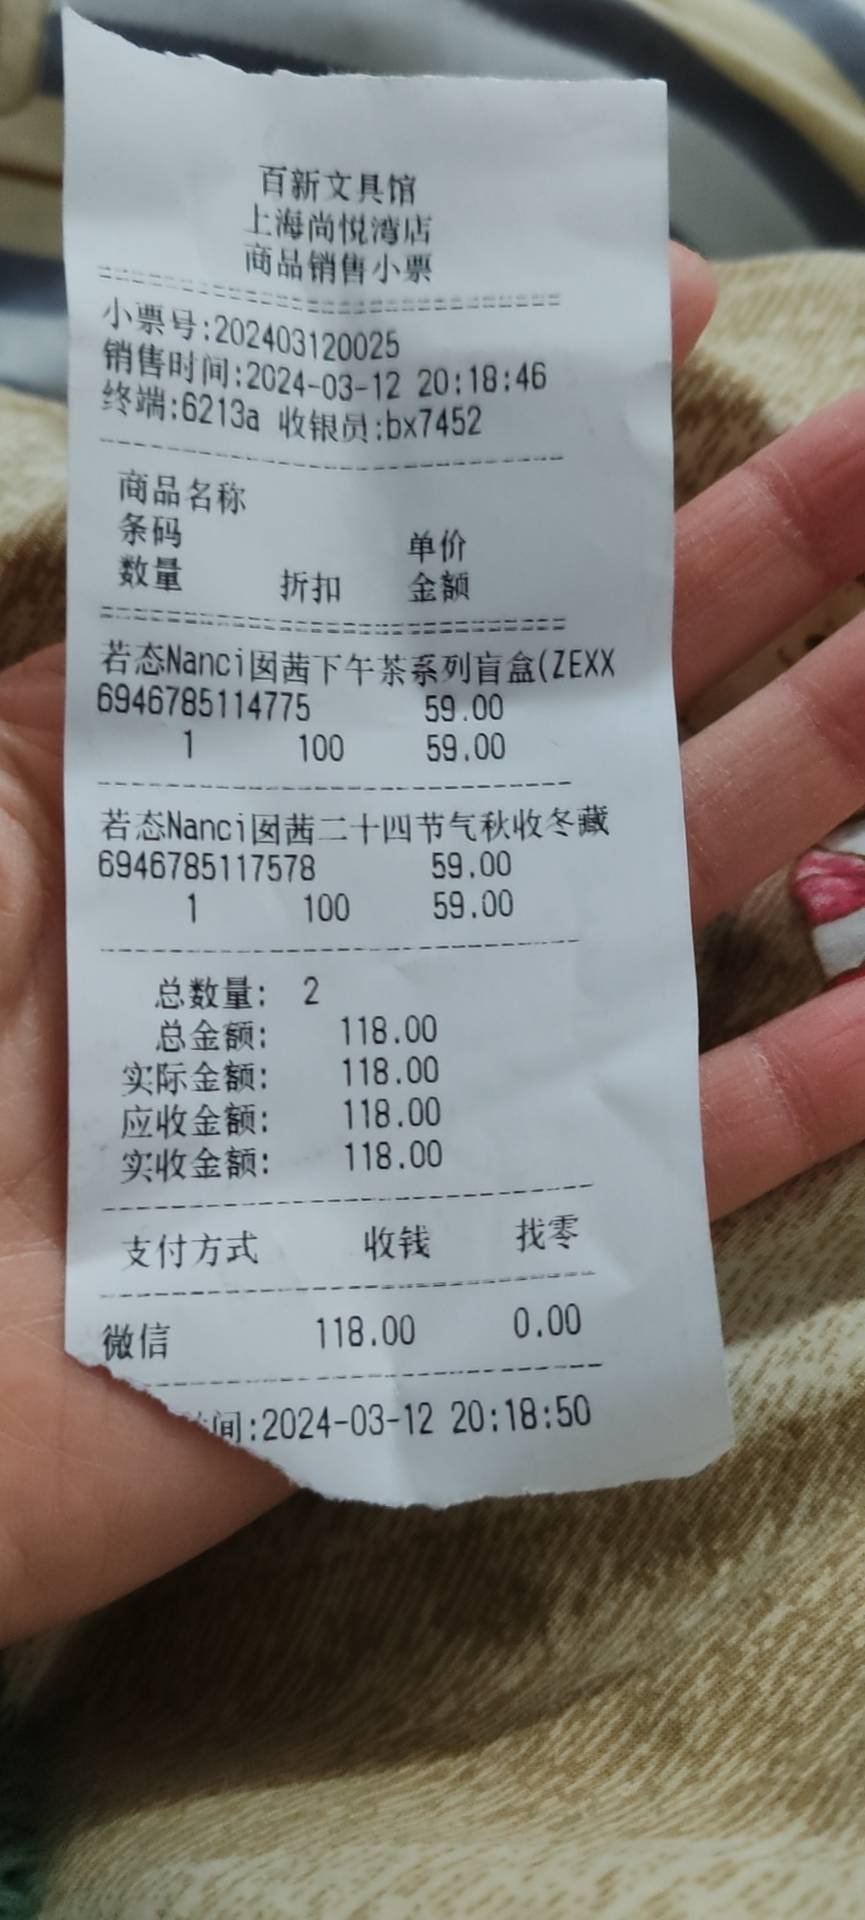 百新文具馆
上海尚悦湾店
商品销售小票
小票号:202403120025
销售时间:2024-03-12 20:18:46
终端:6213a 收银员:bx7452
商品名称
条码 单价
数量 折扣 金额
若态Nanci囡茜下午茶系列盲盒(ZEXX
6946785114775 59.00
1 100 59.00
若态Nanci囡茜二十四节气秋收冬藏
6946785117578 59.00
1 100 59.00
总数量: 2
总金额: 118.00
实际金额: 118.00
应收金额: 118.00
实收金额: 118.00
支付方式 收钱 找零
微信 118.00 0.00
间:2024-03-12 20:18:50